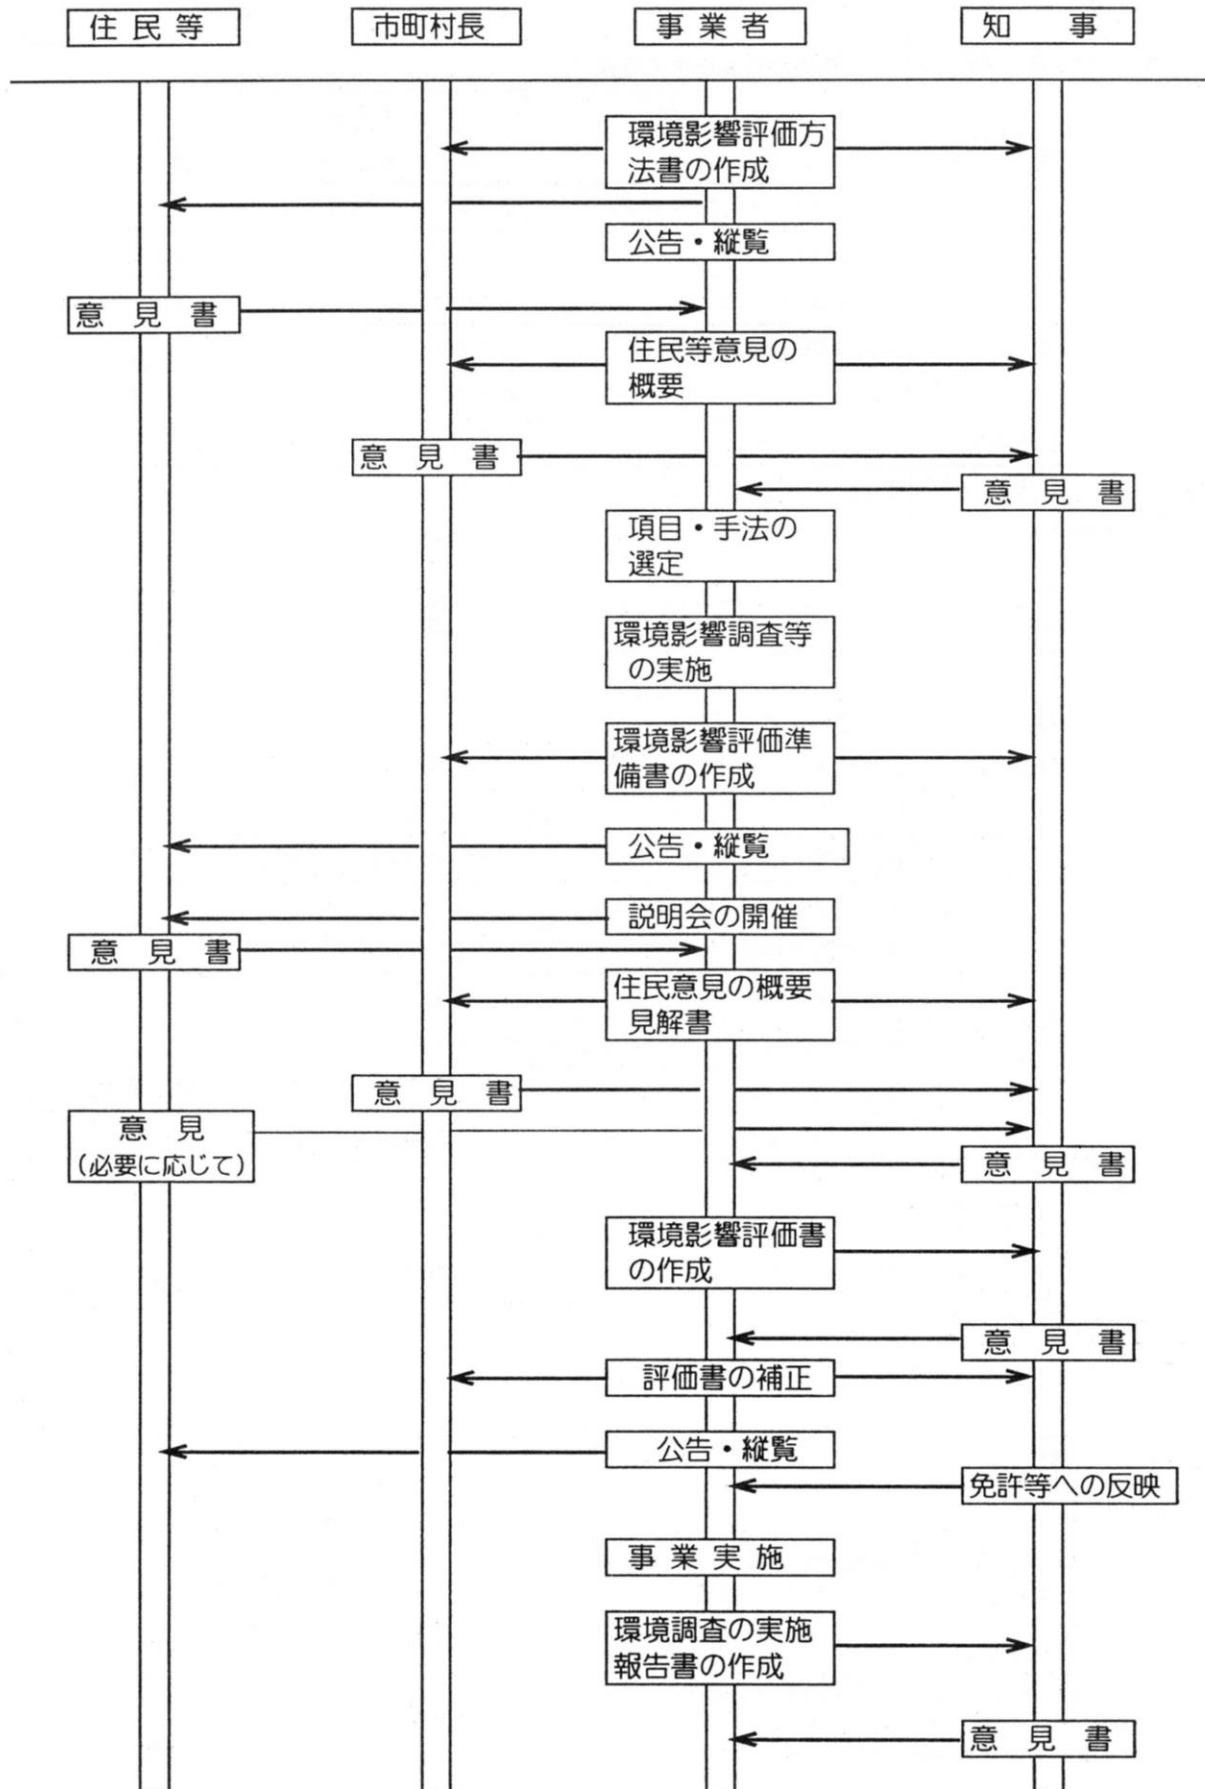 住民等
市町村長
事業者
知事
環境影響評価方
法書の作成
公告・縦覧
意見書
住民等意見の
概要
意見書
意見書
項目・手法の
選定
環境影響調査等
の実施
環境影響評価準
備書の作成
公告・縦覧
説明会の開催
意見書
住民意見の概要
見解書
意見書
意見
（必要に応じて）
意見書
環境影響評価書
の作成
意見書
評価書の補正
公告・縦覧
免許等への反映
事業実施
環境調査の実施
報告書の作成
意見書